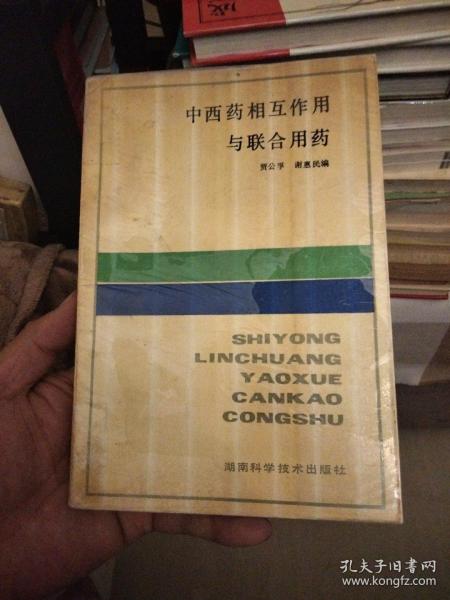 中西药相互作用
与联合用药
贾公孚 谢惠民编
SHIYONG
LINCHUANG
YAOXUE
CANKAO
CONGSHU
湖南科学技术出版社
孔夫子旧书网
www.kongfz.com